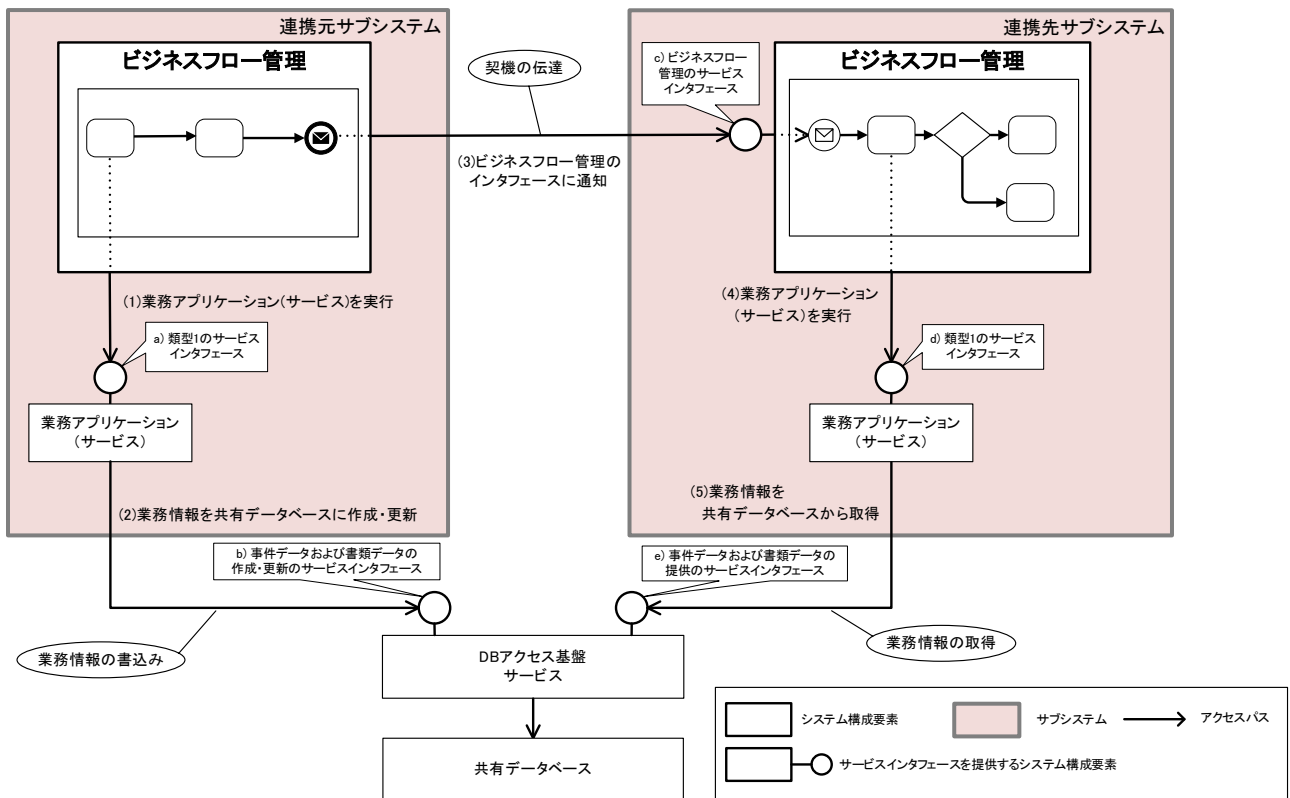 連携元サブシステム
ビジネスフロー管理
契機の伝達
(3)ビジネスフロー管理の
インタフェースに通知
連携先サブシステム
c) ビジネスフロー
管理のサービス
インタフェース
ビジネスフロー管理
(1)業務アプリケーション(サービス)を実行
a) 類型1のサービス
インタフェース
業務アプリケーション
(サービス)
(2)業務情報を共有データベースに作成・更新
(4)業務アプリケーション
(サービス)を実行
d) 類型1のサービス
インタフェース
業務アプリケーション
(サービス)
(5)業務情報を
共有データベースから取得
b) 事件データおよび書類データの
作成・更新のサービスインタフェース
e) 事件データおよび書類データの
提供のサービスインタフェース
業務情報の書込み
業務情報の取得
DBアクセス基盤
サービス
共有データベース
システム構成要素
サブシステム
アクセスパス
サービスインタフェースを提供するシステム構成要素